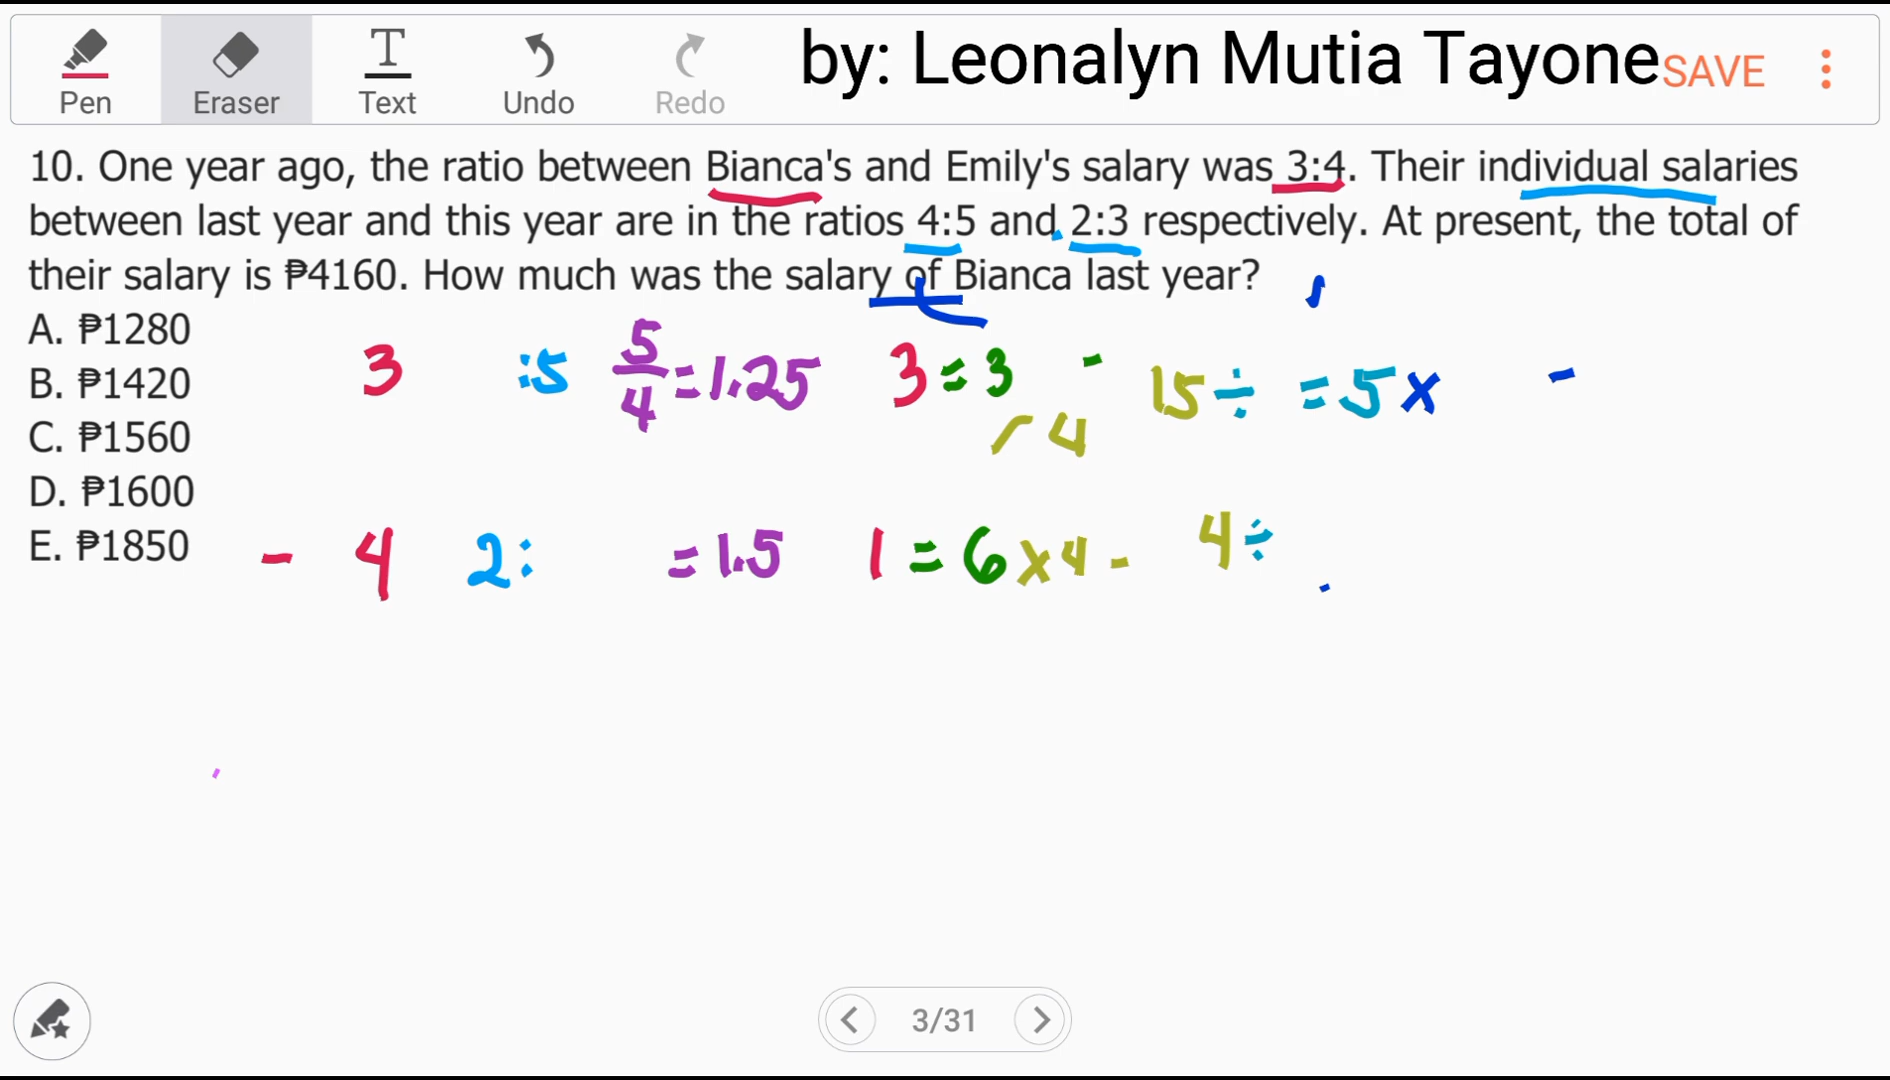 by: Leonalyn Mutia Tayone
Pen Eraser Text Undo Redo SAVE
10. One year ago, the ratio between Bianca's and Emily's salary was 3:4. Their individual salaries
between last year and this year are in the ratios 4:5 and 2:3 respectively. At present, the total of
their salary is ₱4160. How much was the salary of Bianca last year?
A. ₱1280
B. ₱1420
C. ₱1560
D. ₱1600
E. ₱1850
3 :5 5/4 =1.25 3=3 - 15÷ =5x -
4
- 4 2: =1.5 1=6x4- 4÷
3/31